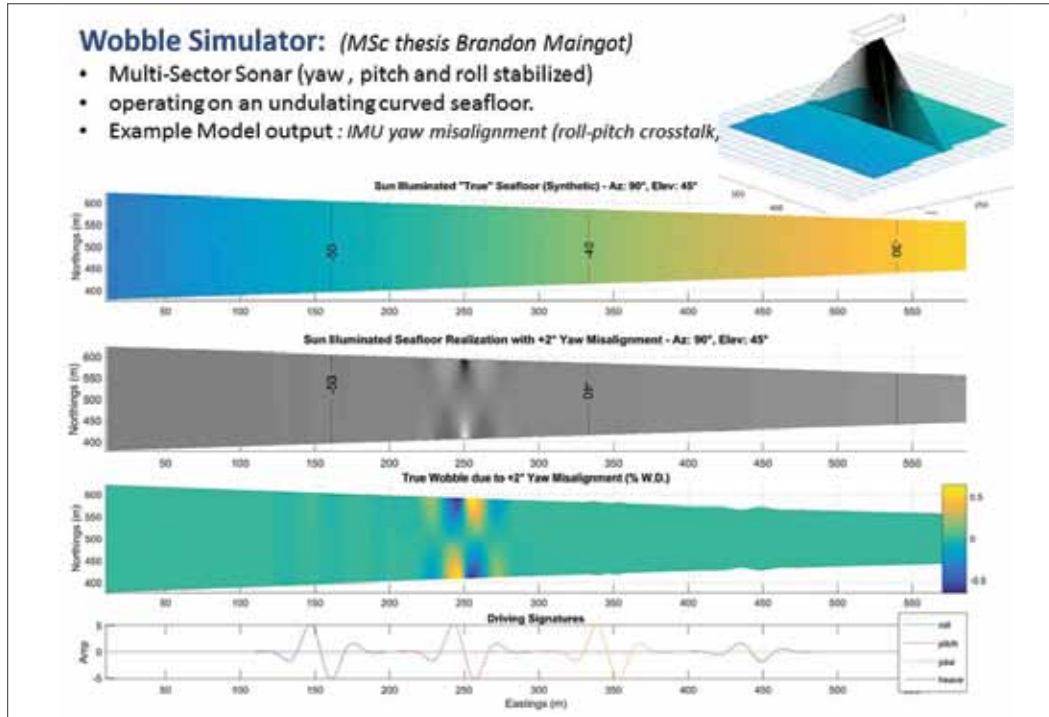 Wobble Simulator: (MSc thesis Brandon Maingot)
• Multi-Sector Sonar (yaw , pitch and roll stabilized)
• operating on an undulating curved seafloor.
• Example Model output : IMU yaw misalignment (roll-pitch crosstalk)
500
400
250
Sun Illuminated "True" Seafloor (Synthetic) - Az: 90°, Elev: 45°
Northings (m)
600
550
500
450
400
-50
-40
-30
50 100 150 200 250 300 350 400 450 500 550
Sun Illuminated Seafloor Realization with +2° Yaw Misalignment - Az: 90°, Elev: 45°
Northings (m)
600
550
500
450
400
-50
-40
50 100 150 200 250 300 350 400 450 500 550
True Wobble due to +2° Yaw Misalignment (% W.D.)
Northings (m)
600
550
500
450
400
0.5
0
-0.5
50 100 150 200 250 300 350 400 450 500 550
Driving Signatures
Amp
5
0
-5
roll
pitch
yaw
heave
50 100 150 200 250 300 350 400 450 500
Eastings (m)